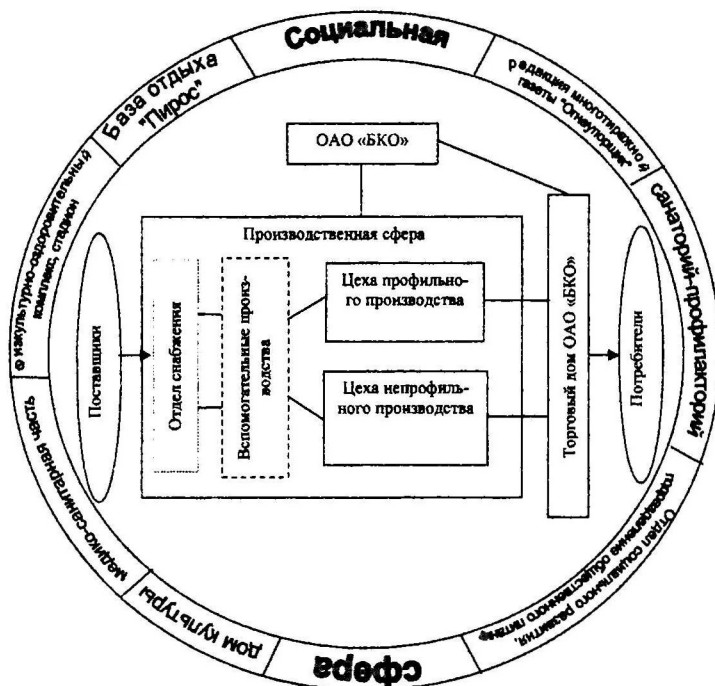 Социальная
База отдыха
"Пирос"
редакция многотиражной
газеты "Огнеупорщик"
физкультурно-оздоровительный
комплекс, стадион
санаторий-профилакторий
ОАО «БКО»
Производственная сфера
Поставщики
Отдел снабжения
Вспомогательные произ-
водства
Цеха профильно-
го производства
Цеха непрофиль-
ного производства
Торговый дом ОАО «БКО»
Потребители
медико-санитарная часть
дом культуры
сфера
Отдел социального развития,
подразделение общественного питания